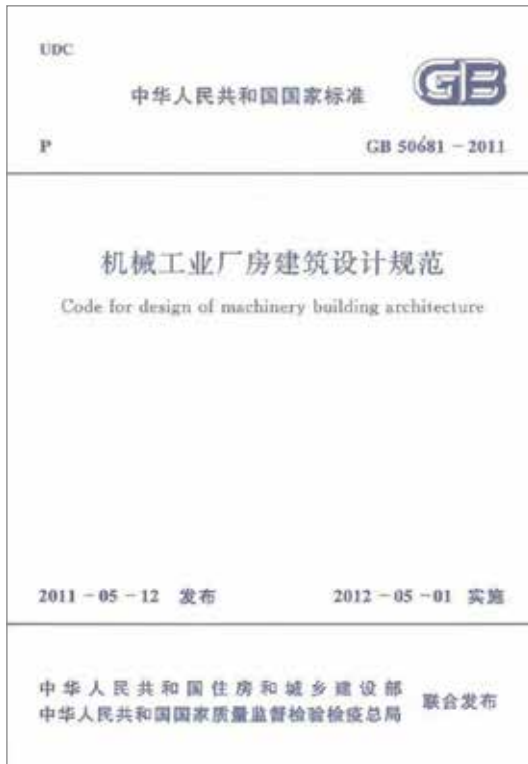 UDC
GB
中华人民共和国国家标准
P
GB 50681-2011
机械工业厂房建筑设计规范
Code for design of machinery building architecture
2011-05-12 发布
2012-05-01 实施
中华人民共和国住房和城乡建设部
中华人民共和国国家质量监督检验检疫总局
联合发布